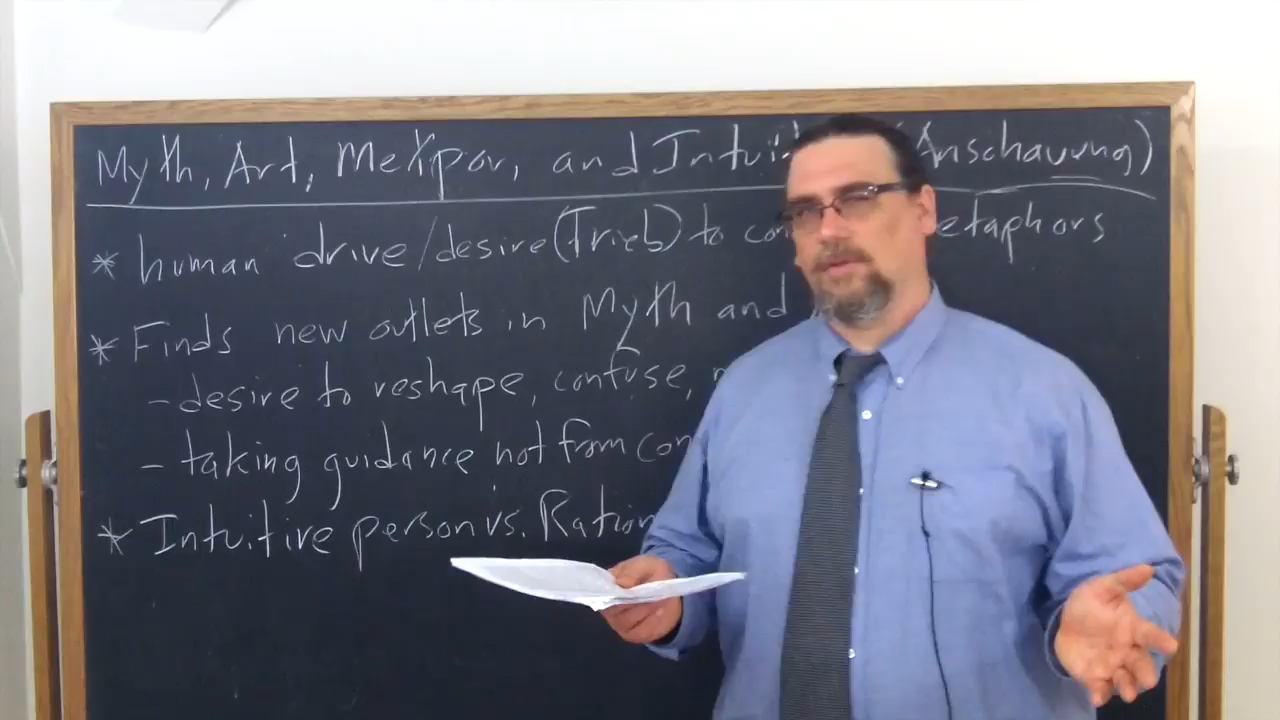 Myth, Art, Metaphor, and Intui (Anschauung)
* human drive/desire (Trieb) to con etaphors
* Finds new outlets in Myth and
- desire to reshape, confuse,
- taking guidance not from con
* Intuitive person vs. Ration